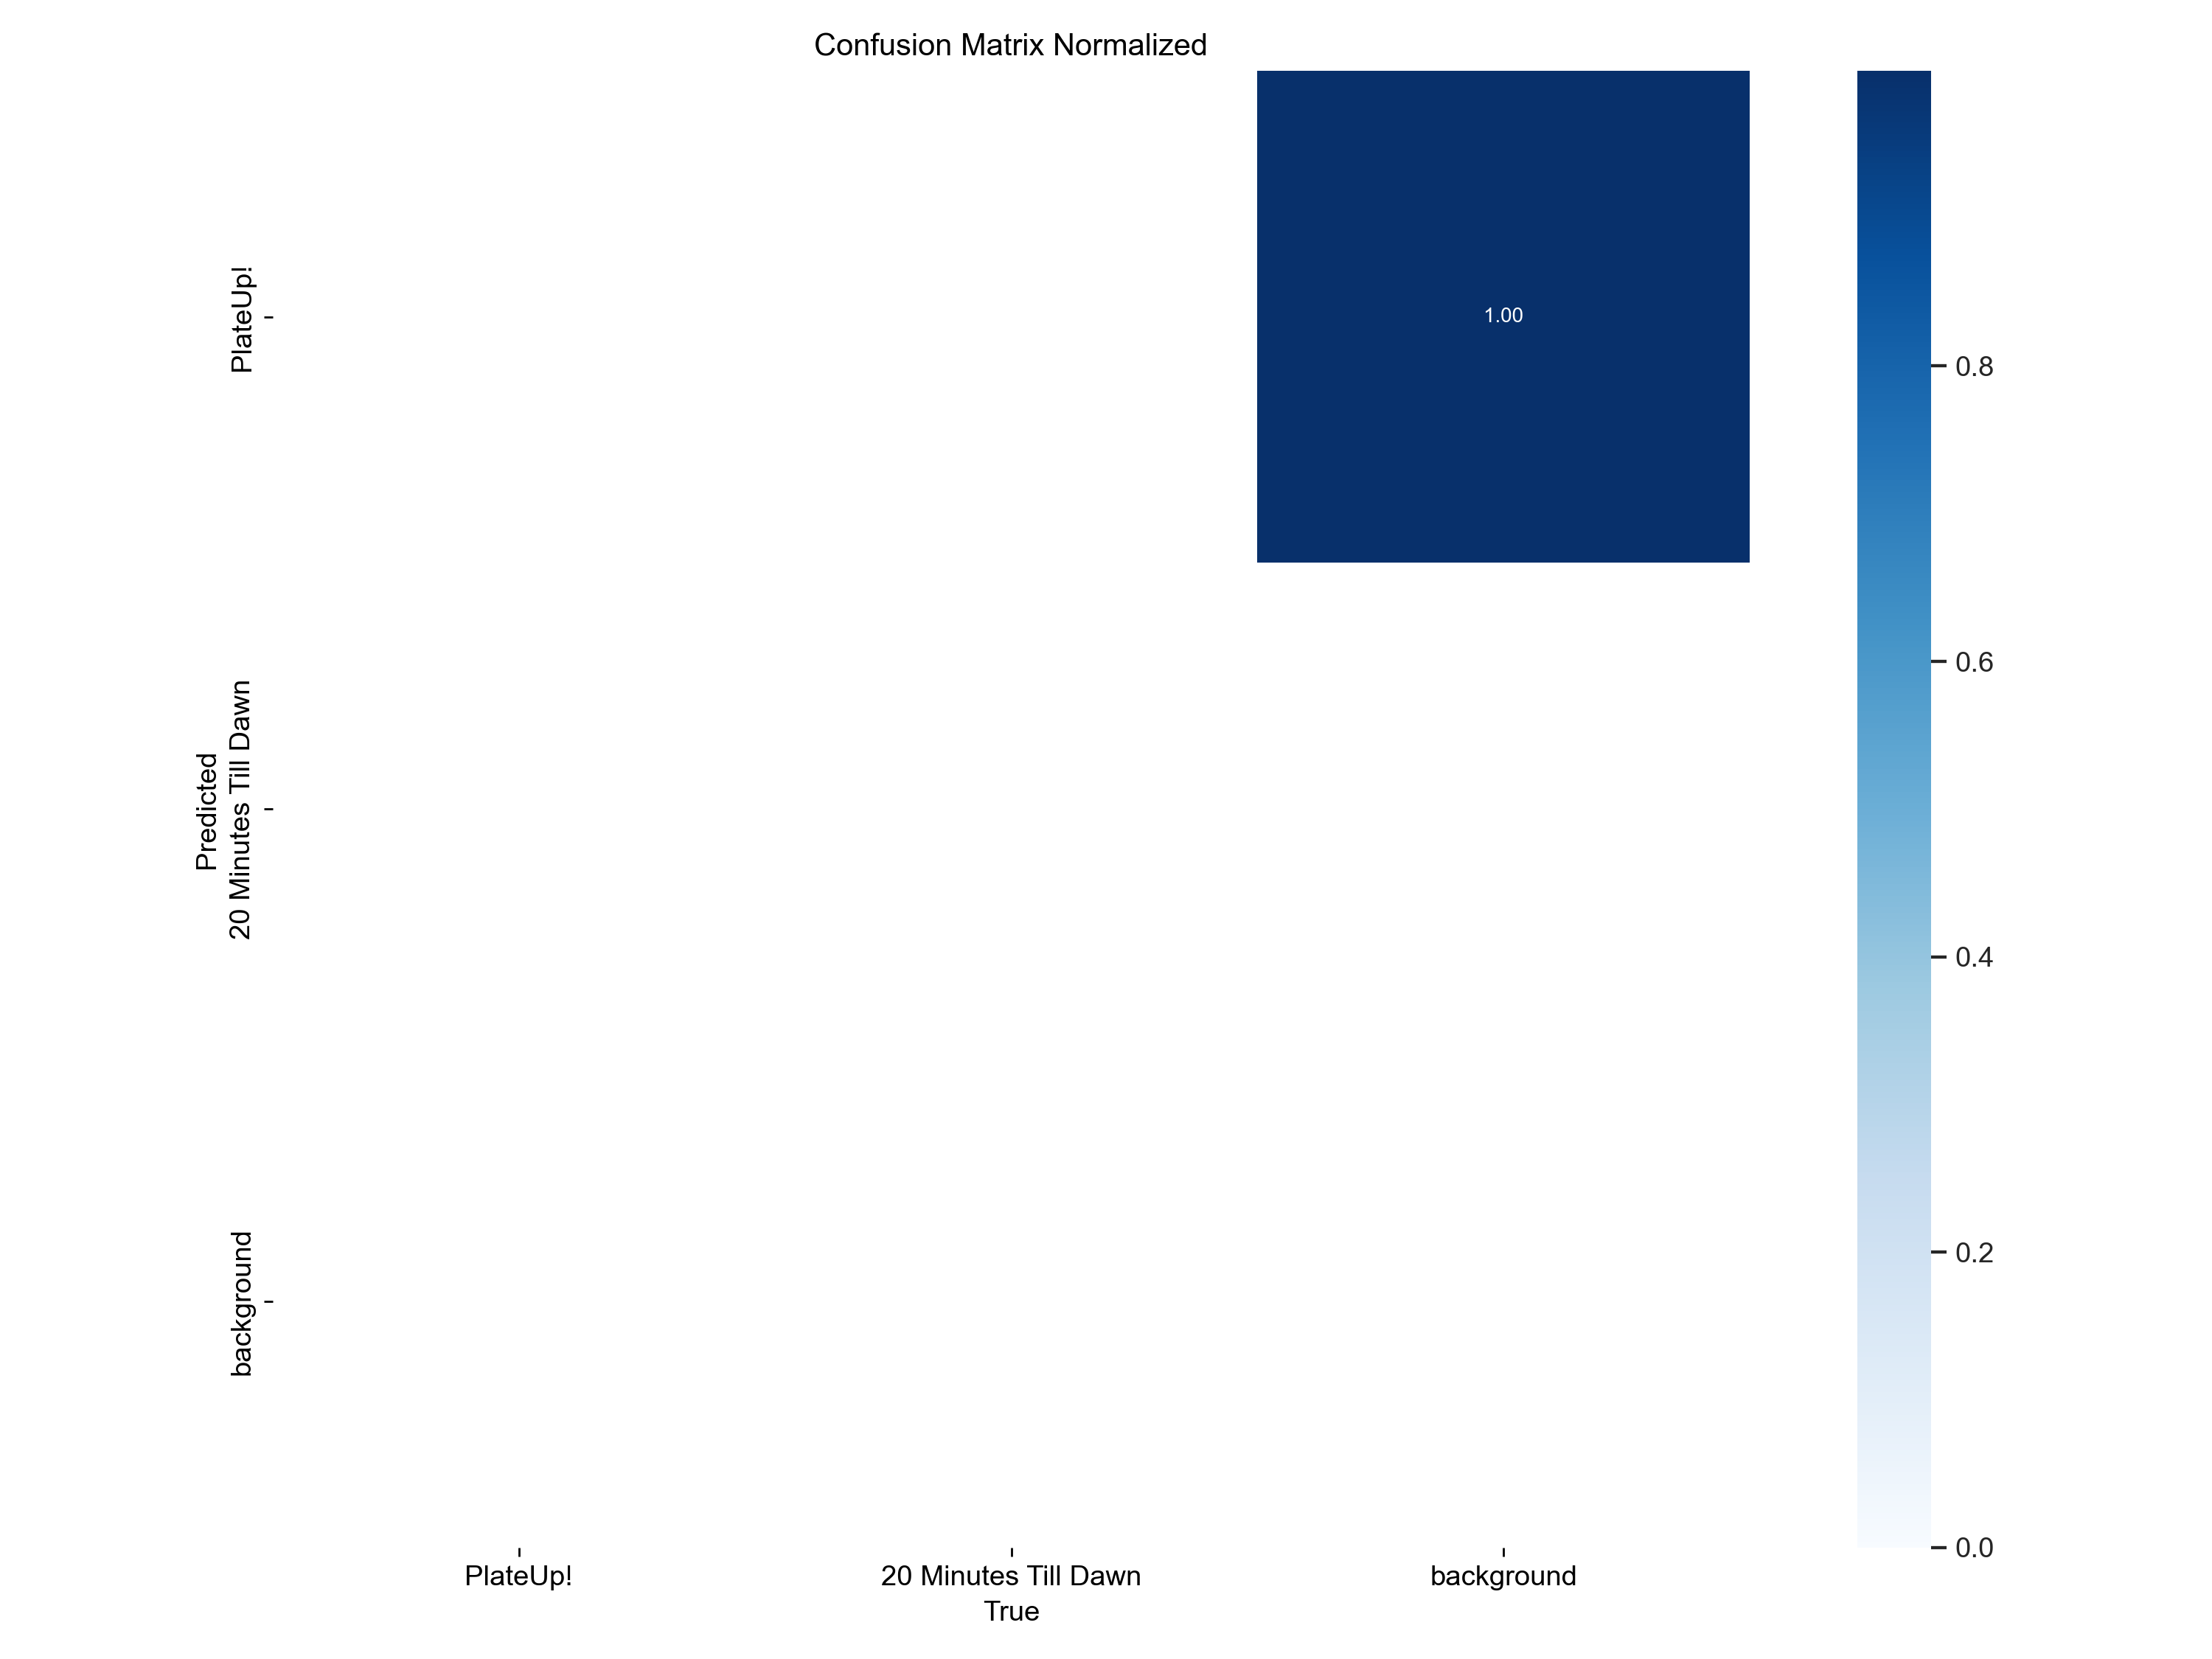 Confusion Matrix Normalized
PlateUp!
20 Minutes Till Dawn
background
Predicted
1.00
PlateUp!
20 Minutes Till Dawn
background
True
0.8
0.6
0.4
0.2
0.0